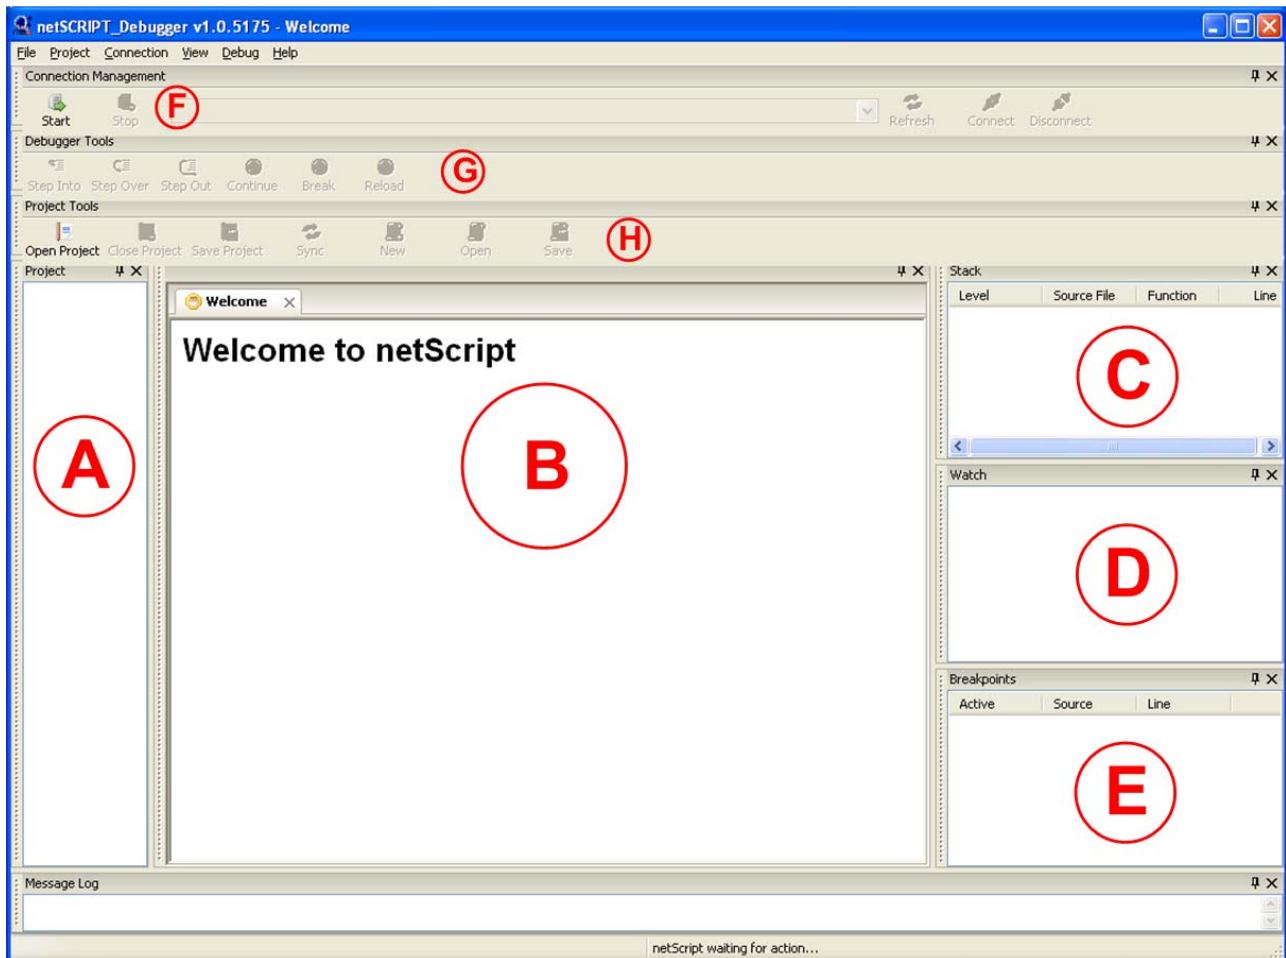 netSCRIPT_Debugger v1.0.5175 - Welcome
File Project Connection View Debug Help
Connection Management
Start Stop F Refresh Connect Disconnect
Debugger Tools
Step Into Step Over Step Out Continue Break Reload G
Project Tools
Open Project Close Project Save Project Sync New Open Save H
Project
Welcome
Welcome to netScript
A
B
Stack
Level Source File Function Line
C
Watch
D
Breakpoints
Active Source Line
E
Message Log
netScript waiting for action...